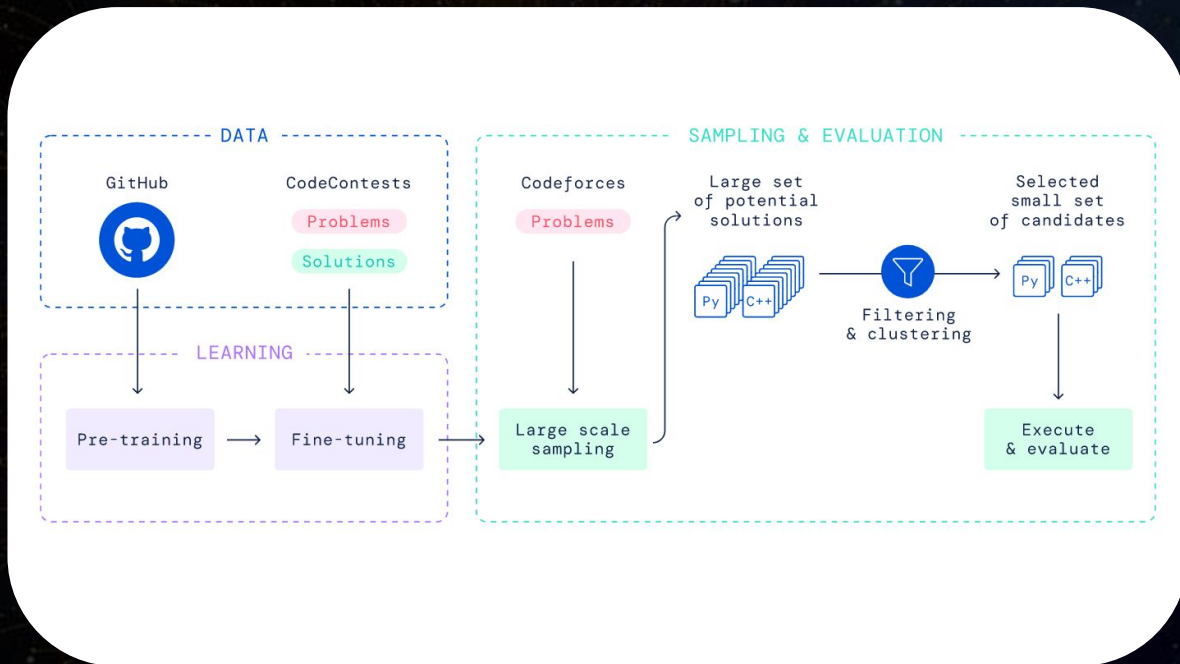 DATA
GitHub
CodeContests
Problems
Solutions
LEARNING
Pre-training
Fine-tuning
SAMPLING & EVALUATION
Codeforces
Problems
Large scale
sampling
Large set
of potential
solutions
Py
C++
Filtering
& clustering
Selected
small set
of candidates
Py
C++
Execute
& evaluate